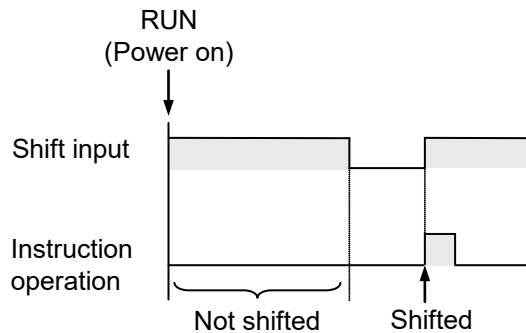 RUN
(Power on)
Shift input
Instruction
operation
Not shifted
Shifted